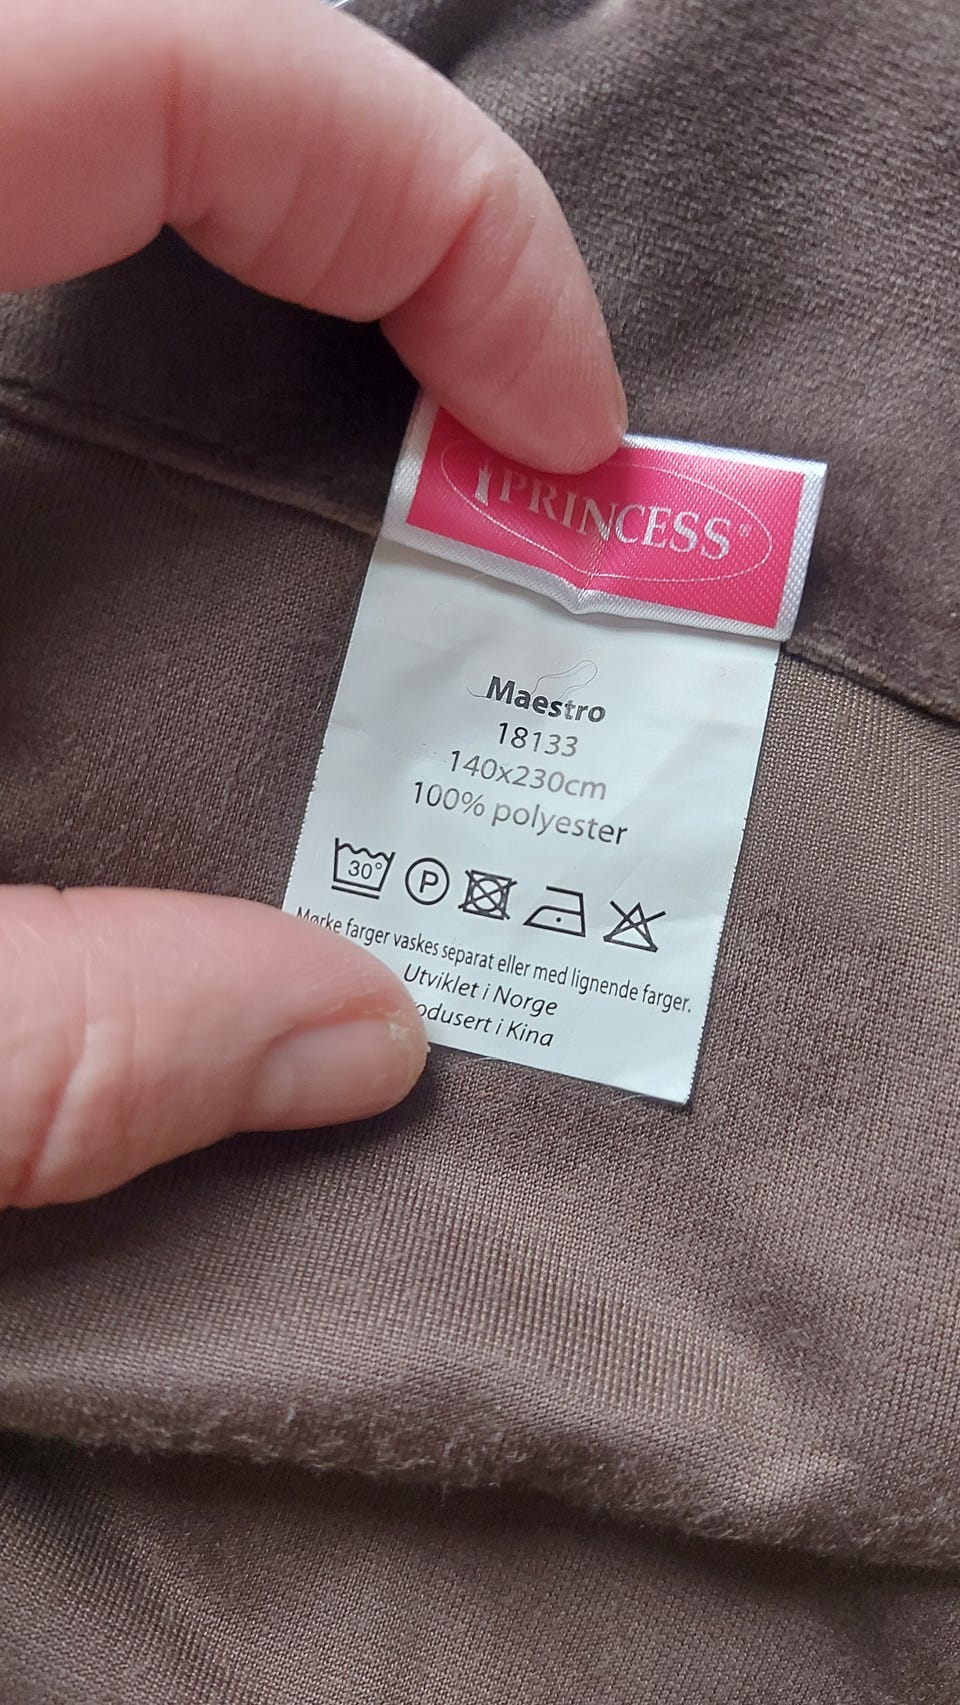 PRINCESS®
Maestro
18133
140x230cm
100% polyester
30° P
Mørke farger vaskes separat eller med lignende farger.
Utviklet i Norge
i Kina